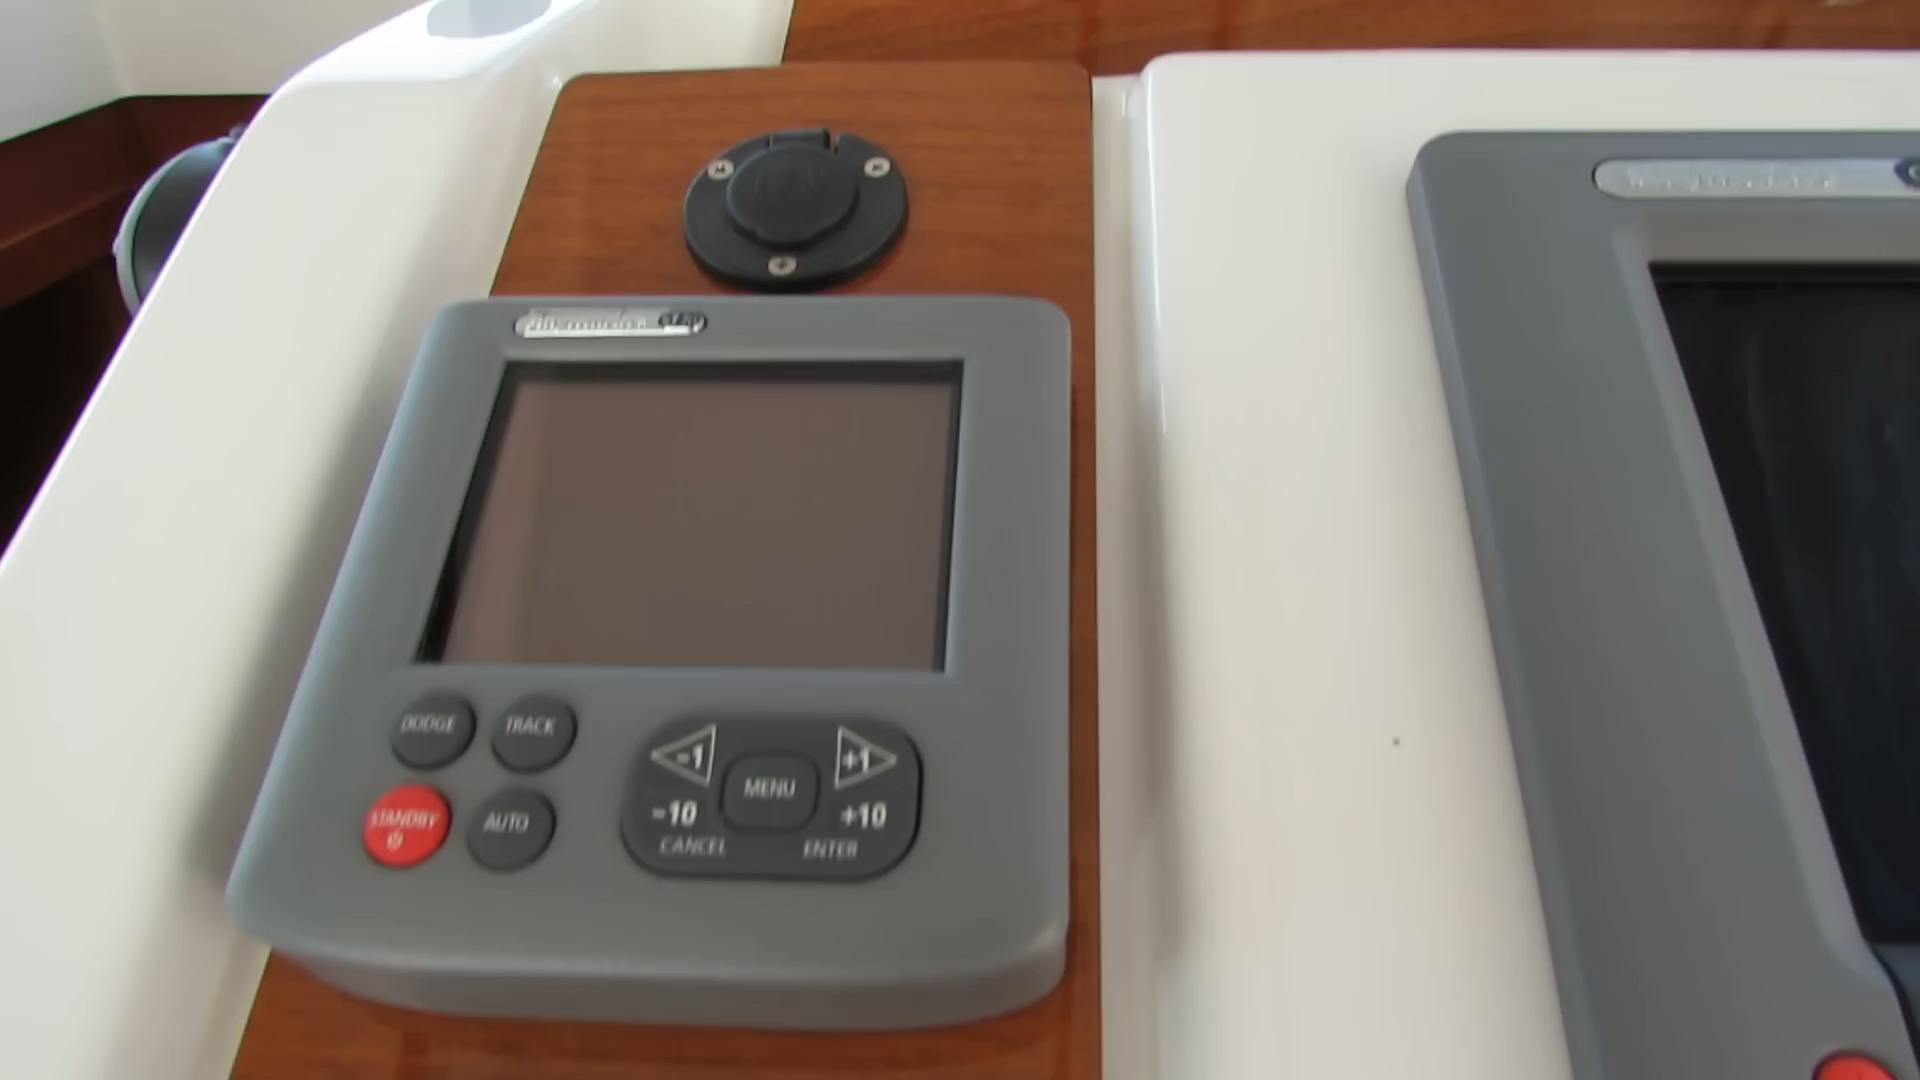 DODGE TRACK
STANDBY AUTO
-1 MENU +1
-10 +10
CANCEL ENTER